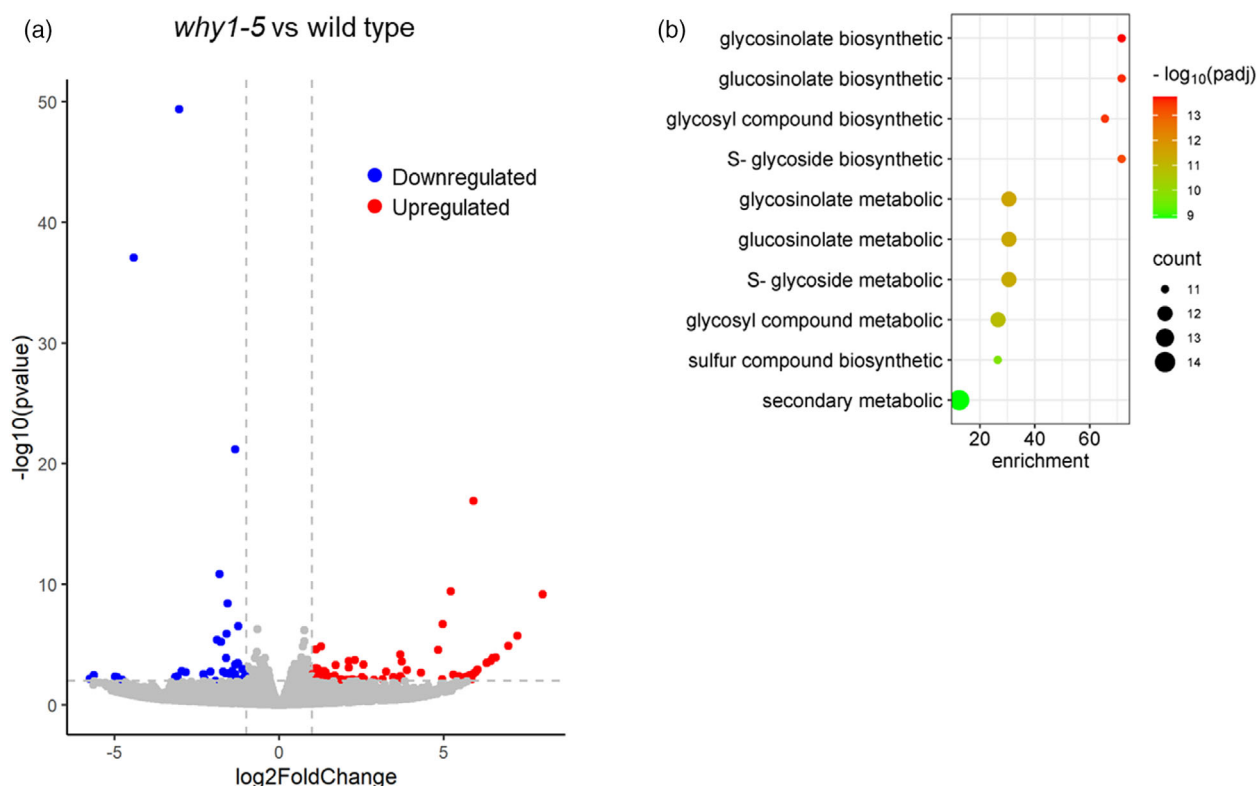 (a)
why1-5 vs wild type
50
40
30
20
10
0
-log10(pvalue)
Downregulated
Upregulated
-5
0
5
log2FoldChange
(b)
glycosinolate biosynthetic
glucosinolate biosynthetic
glycosyl compound biosynthetic
S- glycoside biosynthetic
glycosinolate metabolic
glucosinolate metabolic
S- glycoside metabolic
glycosyl compound metabolic
sulfur compound biosynthetic
secondary metabolic
20
40
60
enrichment
- log10(padj)
13
12
11
10
9
count
11
12
13
14